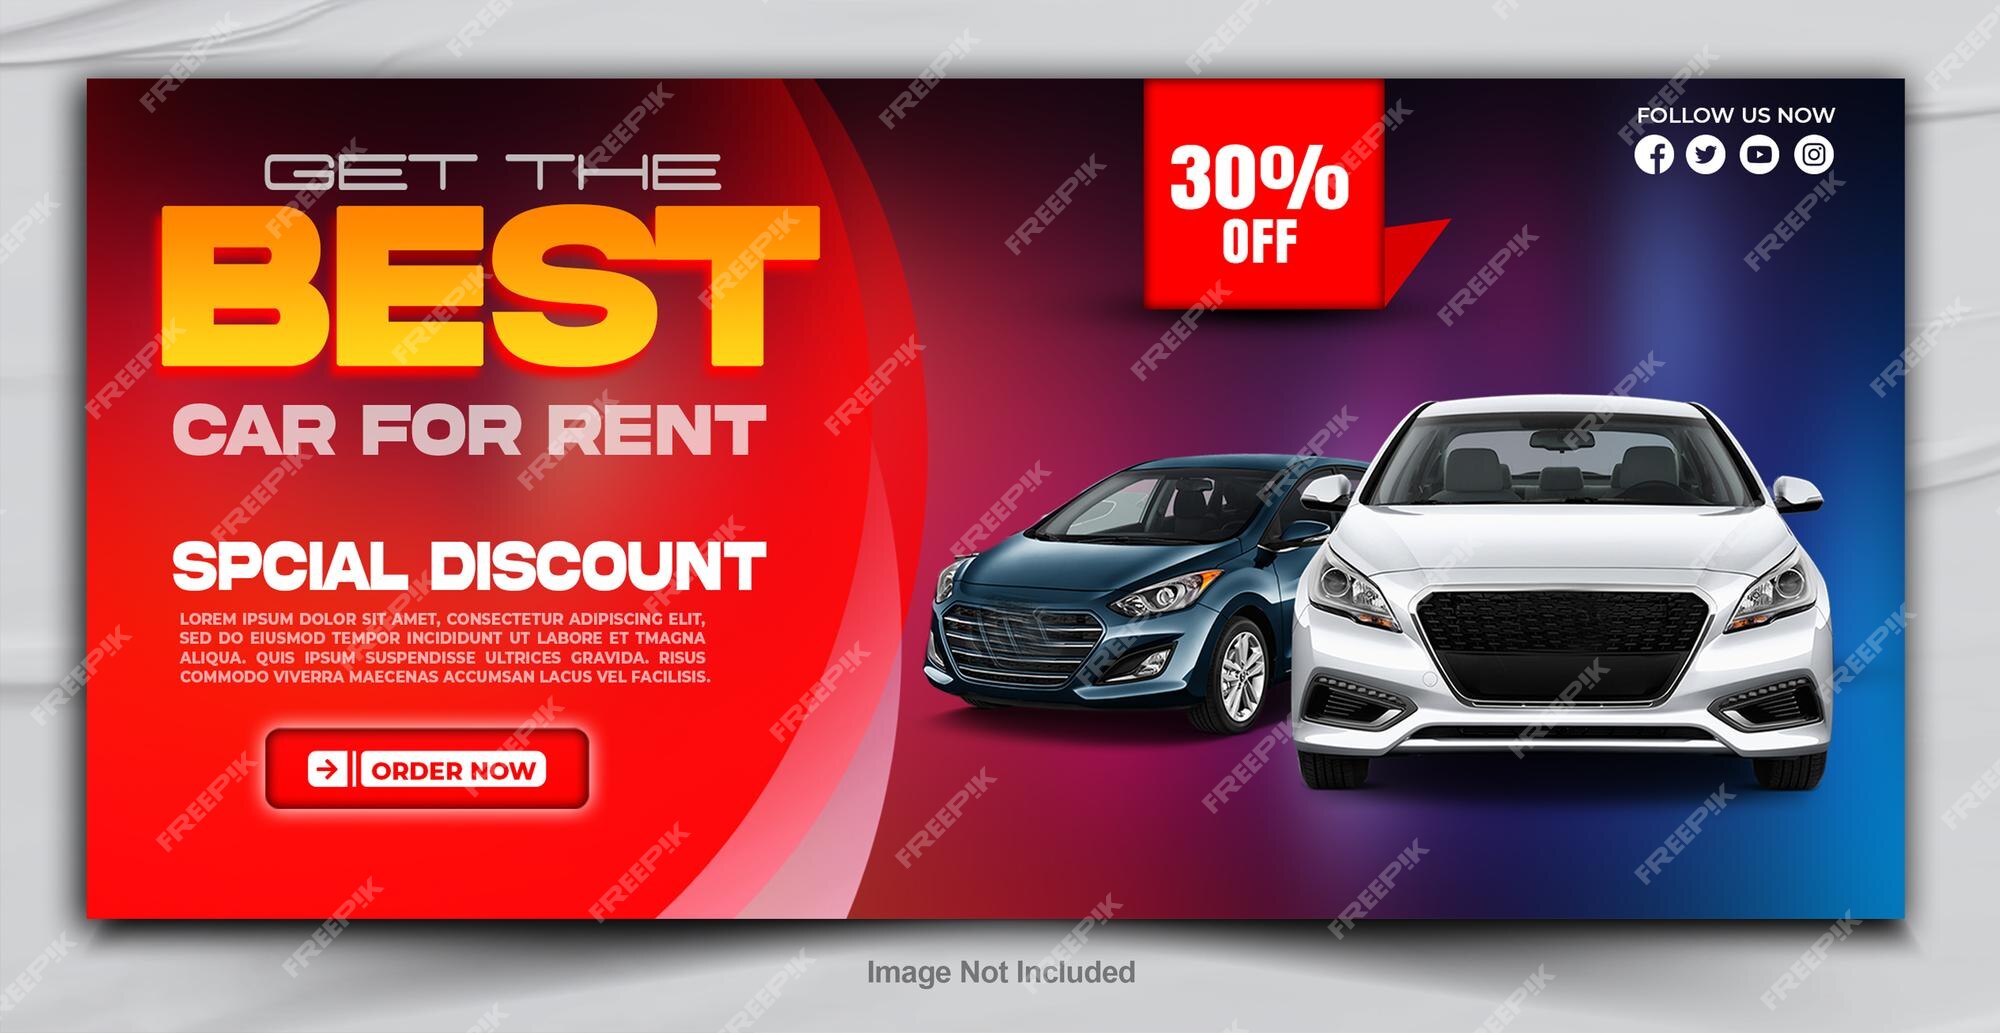 GET THE
BEST
CAR FOR RENT
SPCIAL DISCOUNT
LOREM IPSUM DOLOR SIT AMET, CONSECTETUR ADIPISCING ELIT,
SED DO EIUSMOD TEMPOR INCIDIDUNT UT LABORE ET TMAGNA
ALIQUA. QUIS IPSUM SUSPENDISSE ULTRICES GRAVIDA. RISUS
COMMODO VIVERRA MAECENAS ACCUMSAN LACUS VEL FACILISIS.
ORDER NOW
30%
OFF
FOLLOW US NOW
Image Not Included
FREEPIK